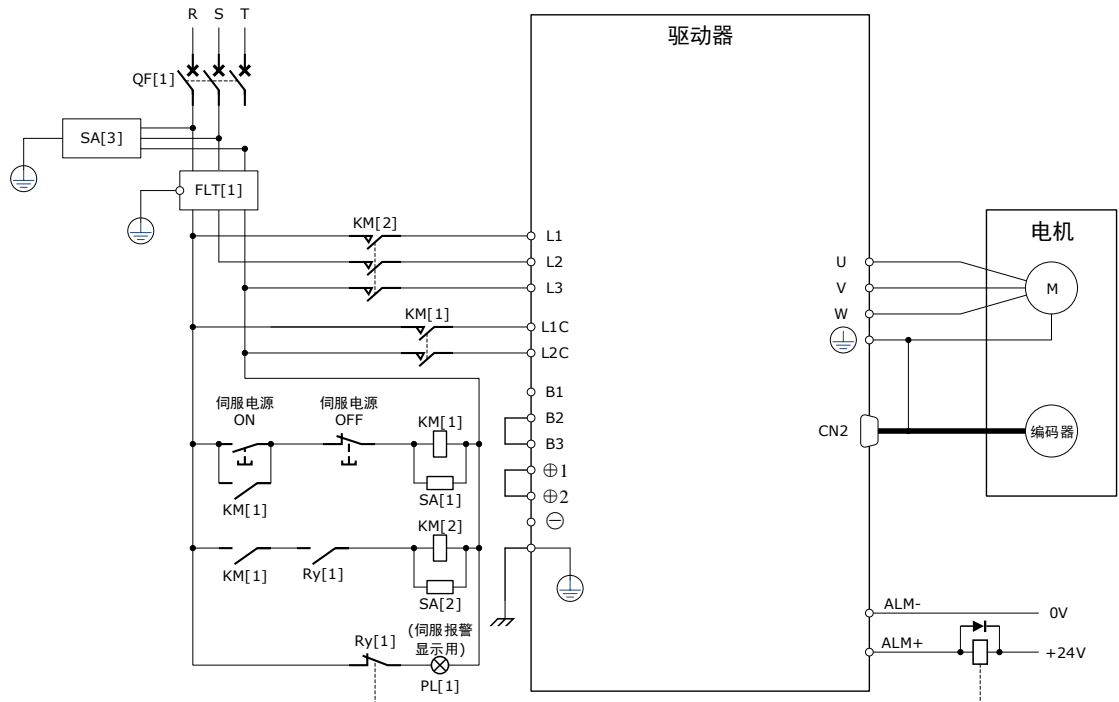 R S T
驱动器
QF[1]
SA[3]
FLT[1]
KM[2]
L1
L2
L3
KM[1]
L1C
L2C
B1
B2
B3
⊕1
⊕2
⊖
伺服电源
ON
伺服电源
OFF
KM[1]
SA[1]
KM[1]
KM[2]
KM[1]
Ry[1]
SA[2]
Ry[1]
(伺服报警
显示用)
PL[1]
U
V
W
CN2
电机
M
编码器
ALM-
0V
ALM+
+24V